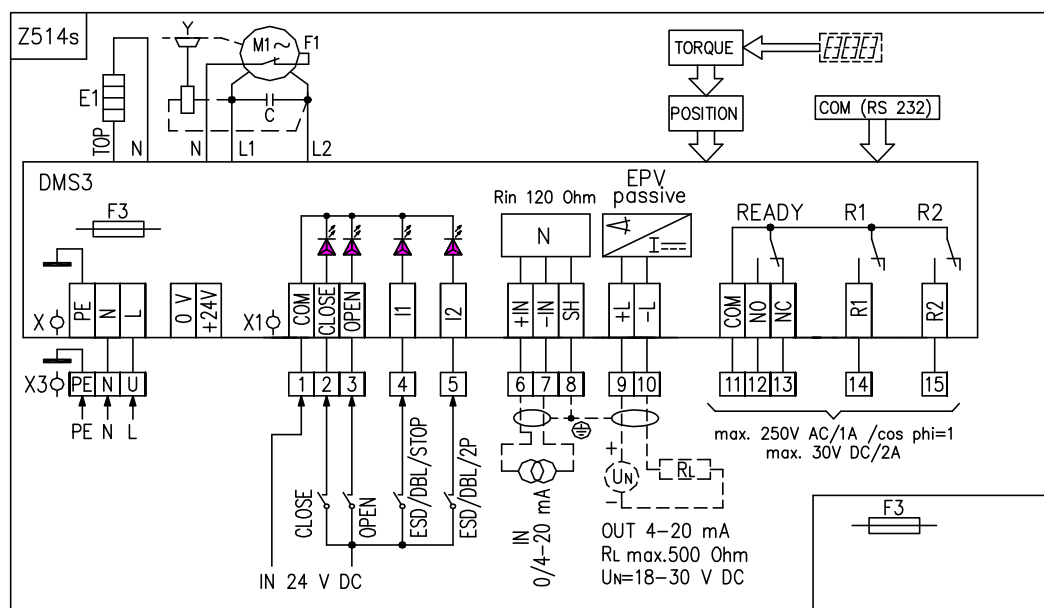 Z514s
Y
M1~
F1
E1
C
TOP
N
N
L1
L2
TORQUE
POSITION
COM (RS 232)
DMS3
F3
Rin 120 Ohm
N
EPV
passive
I
READY
R1
R2
X
PE
N
L
0 V
+24V
X1
COM
CLOSE
OPEN
I1
I2
+IN
-IN
SH
+L
-L
COM
NO
NC
R1
R2
X3
PE
N
U
1
2
3
4
5
6
7
8
9
10
11
12
13
14
15
PE N L
CLOSE
OPEN
ESD/DBL/STOP
ESD/DBL/2P
IN 24 V DC
IN
0/4-20 mA
+
UN
-
RL
OUT 4-20 mA
RL max.500 Ohm
UN=18-30 V DC
max. 250V AC/1A /cos phi=1
max. 30V DC/2A
F3